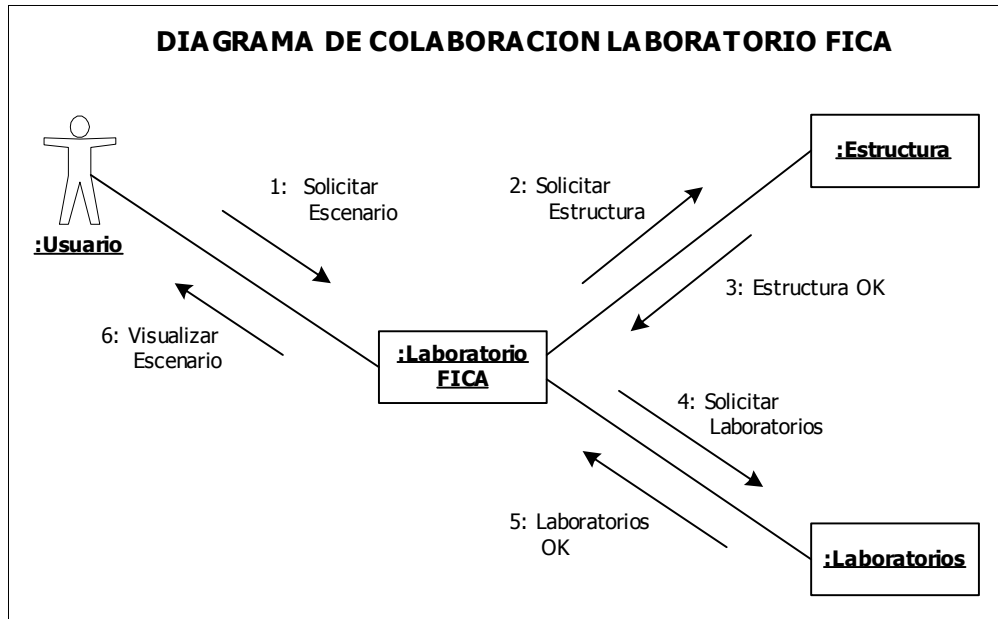 DIAGRAMA DE COLABORACION LABORATORIO FICA
:Usuario
1: Solicitar
Escenario
2: Solicitar
Estructura
:Estructura
3: Estructura OK
6: Visualizar
Escenario
:Laboratorio
FICA
4: Solicitar
Laboratorios
5: Laboratorios
OK
:Laboratorios